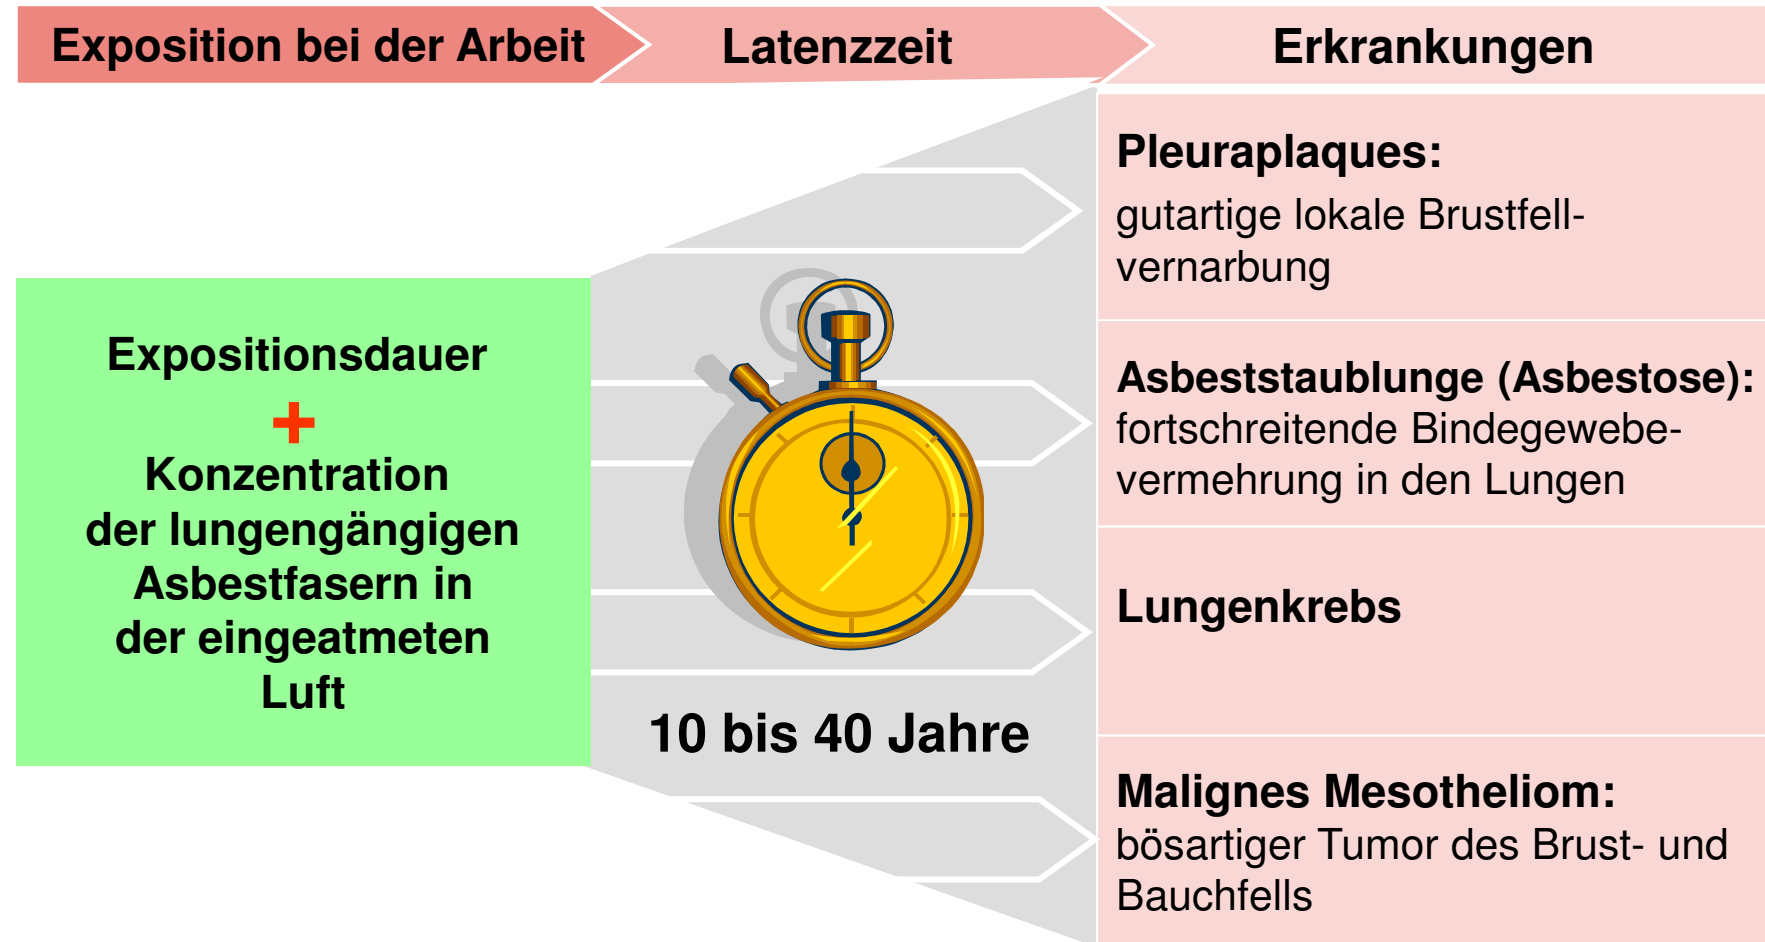 Exposition bei der Arbeit
Latenzzeit
Erkrankungen
Expositionsdauer
+
Konzentration
der lungengängigen
Asbestfasern in
der eingeatmeten
Luft
10 bis 40 Jahre
Pleuraplaques:
gutartige lokale Brustfell-
vernarbung
Asbeststaublunge (Asbestose):
fortschreitende Bindegewebe-
vermehrung in den Lungen
Lungenkrebs
Malignes Mesotheliom:
bösartiger Tumor des Brust- und
Bauchfells